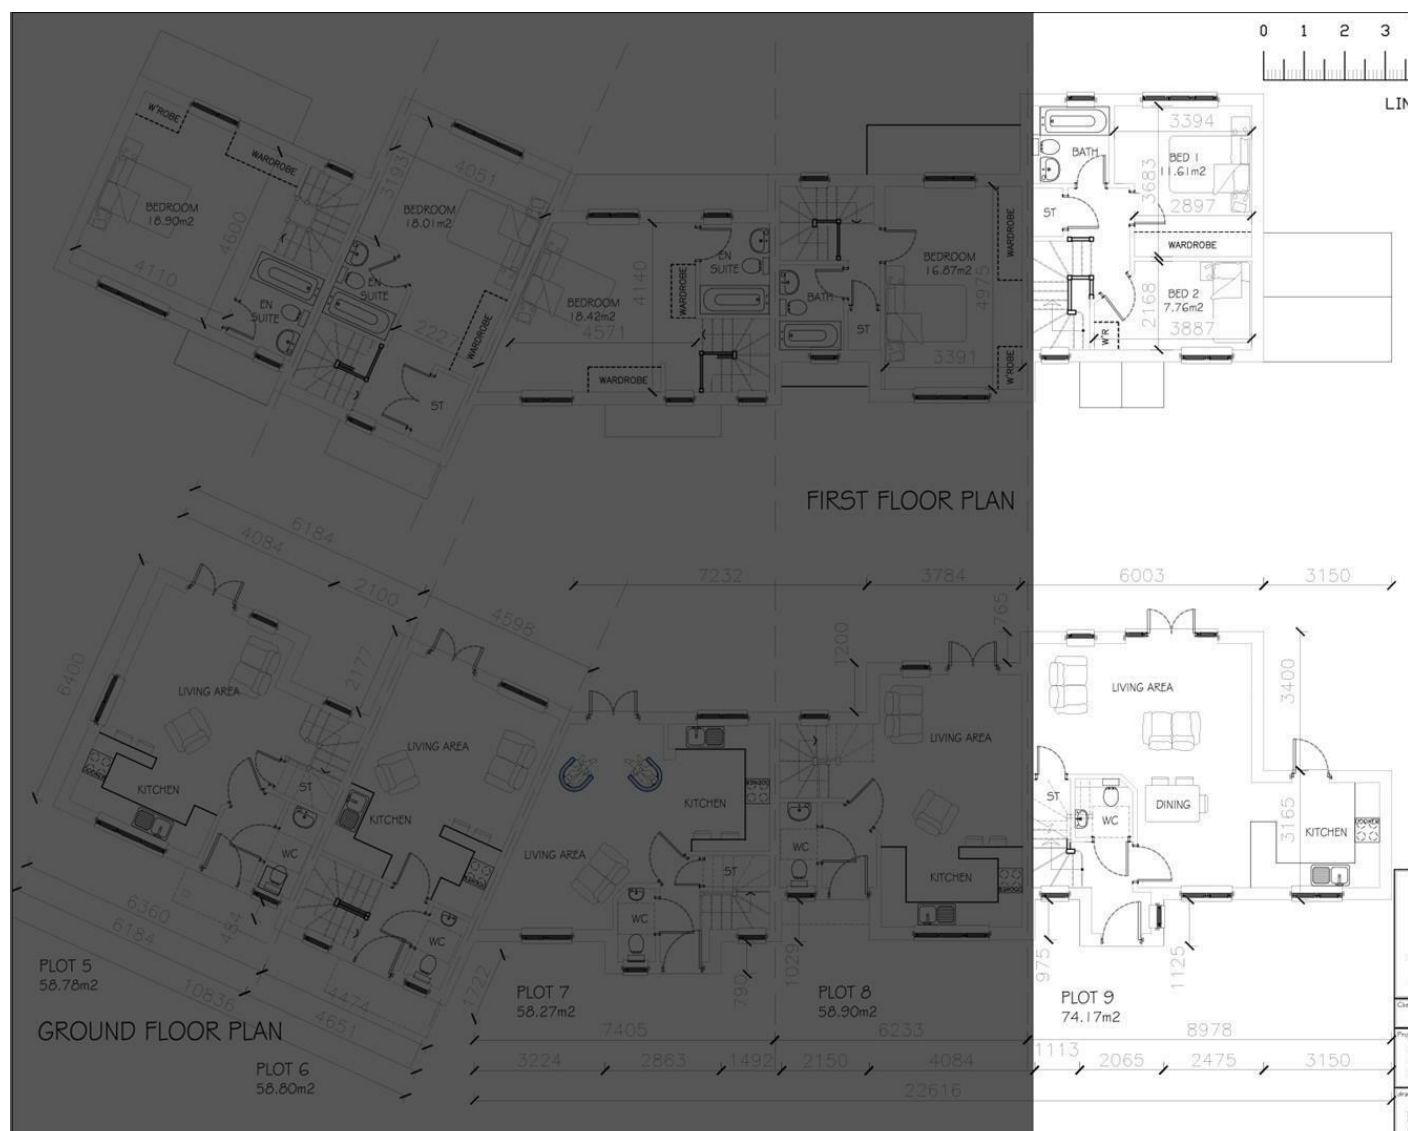 0 1 2 3
LIN
W'ROBE
WARDROBE
BEDROOM
18.90m2
4600
4110
EN
SUITE
3193
4051
BEDROOM
18.01m2
EN
SUITE
WARDROBE
ST
BEDROOM
18.42m2
4571
4140
WARDROBE
EN
SUITE
WARDROBE
BATH
ST
BEDROOM
16.87m2
4975
3391
WARDROBE
W'ROBE
BATH
ST
3394
BED 1
11.61m2
3683
2897
WARDROBE
BED 2
7.76m2
2168
3887
W'R
FIRST FLOOR PLAN
6184
4084
2100
4598
7232 3784 6003 3150
6400
2177
LIVING AREA
KITCHEN
ST
WC
LIVING AREA
KITCHEN
WC
LIVING AREA
KITCHEN
ST
WC
1200
765
LIVING AREA
KITCHEN
WC
LIVING AREA
ST
WC
DINING
KITCHEN
COOKER
3400
3165
6360
6184
484
10836
4474
4651
1722
790
1029
975
1125
PLOT 5
58.78m2
PLOT 7
58.27m2
PLOT 8
58.90m2
PLOT 9
74.17m2
GROUND FLOOR PLAN
PLOT 6
58.80m2
7405 6233 8978
3224 2863 1492 2150 4084 1113 2065 2475 3150
22616